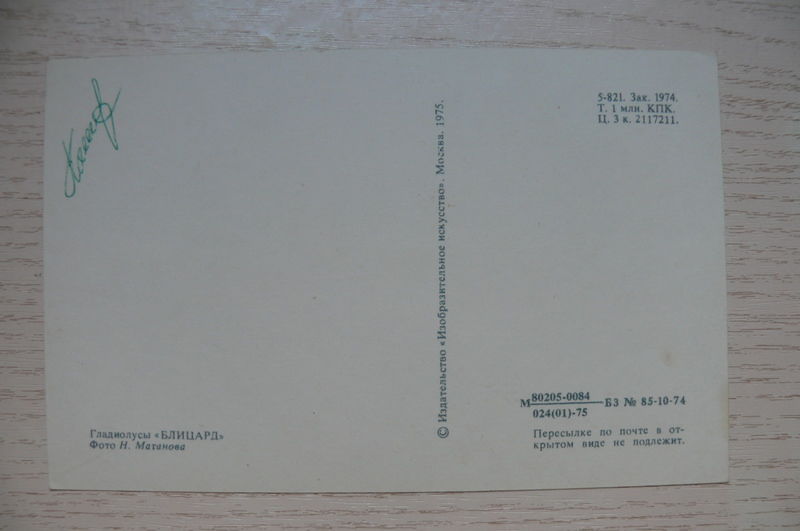 5-821. Зак. 1974.
Т. 1 млн. КПК.
Ц. 3 к. 2117211.
© Издательство «Изобразительное искусство». Москва. 1975.
Гладиолусы «БЛИЦАРД»
Фото Н. Матанова
М 80205-0084 БЗ № 85-10-74
024(01)-75
Пересылке по почте в от-
крытом виде не подлежит.